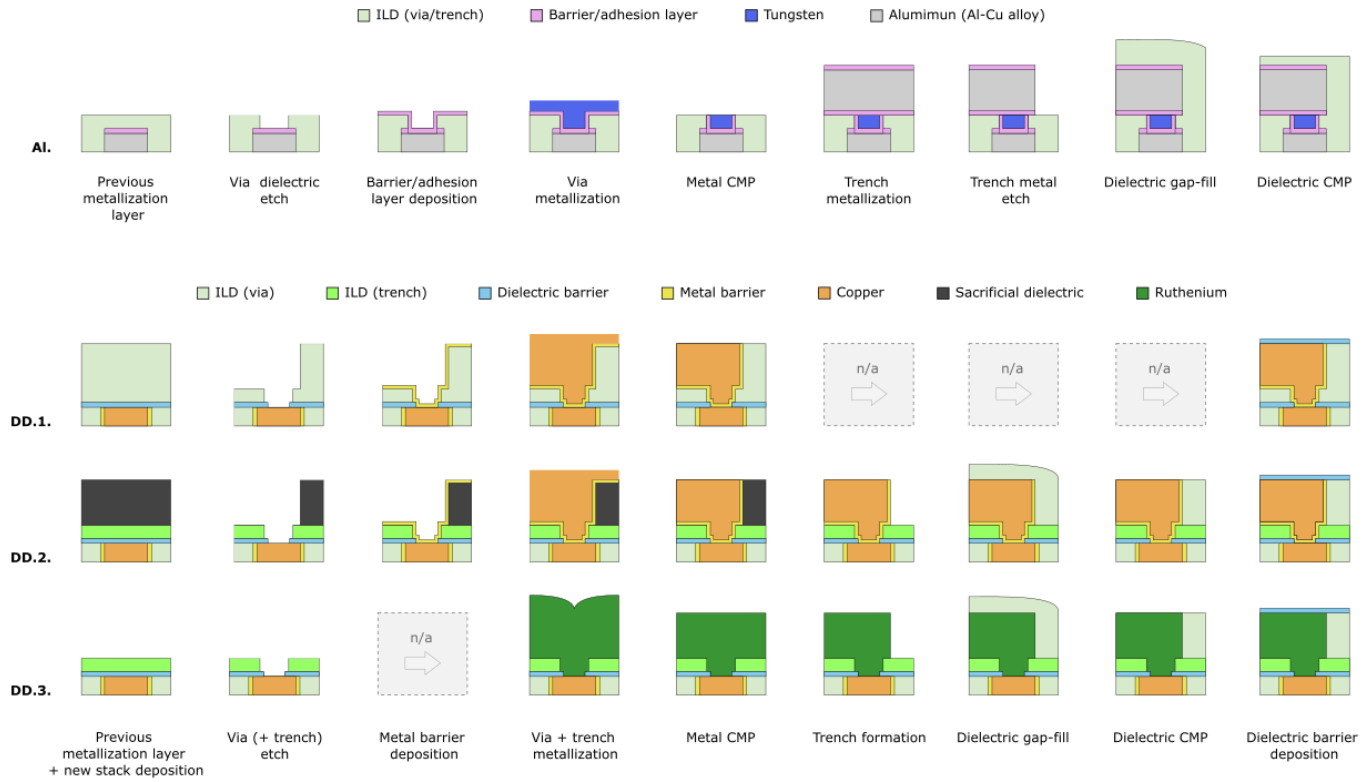 ILD (via/trench) Barrier/adhesion layer Tungsten Alumimun (Al-Cu alloy)
Al.
Previous
metallization
layer
Via dielectric
etch
Barrier/adhesion
layer deposition
Via
metallization
Metal CMP
Trench
metallization
Trench metal
etch
Dielectric gap-fill
Dielectric CMP
ILD (via) ILD (trench) Dielectric barrier Metal barrier Copper Sacrificial dielectric Ruthenium
DD.1.
n/a
n/a
n/a
DD.2.
DD.3.
n/a
Previous
metallization layer
+ new stack deposition
Via (+ trench)
etch
Metal barrier
deposition
Via + trench
metallization
Metal CMP
Trench formation
Dielectric gap-fill
Dielectric CMP
Dielectric barrier
deposition